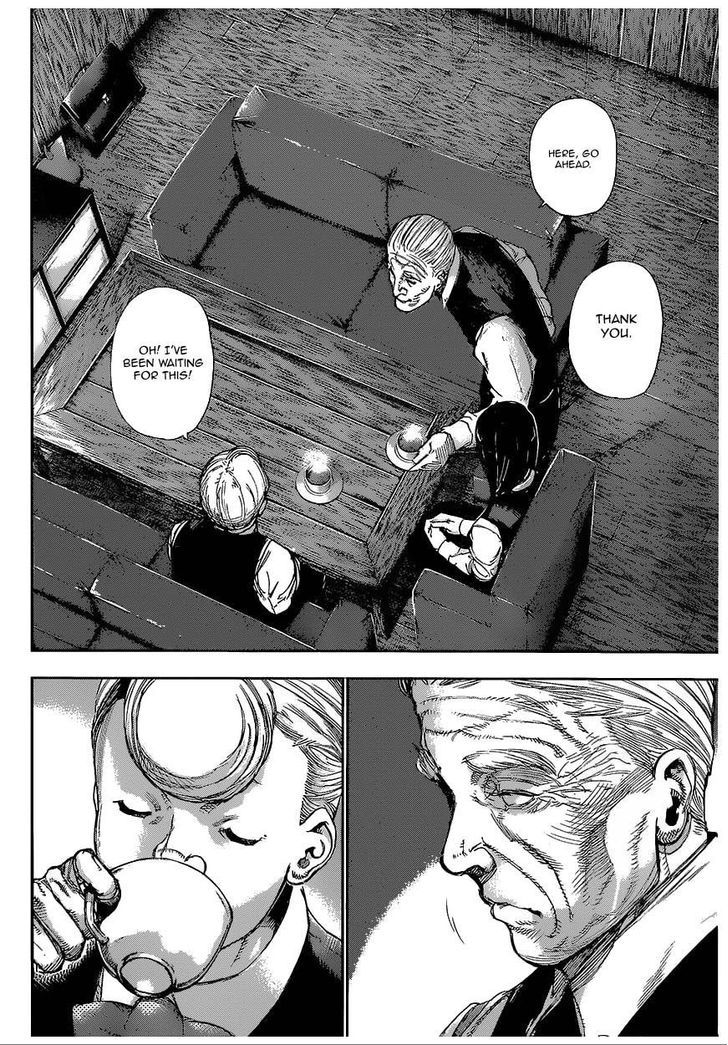 HERE, GO
AHEAD.
THANK
YOU.
OH! I'VE
BEEN WAITING
FOR THIS!